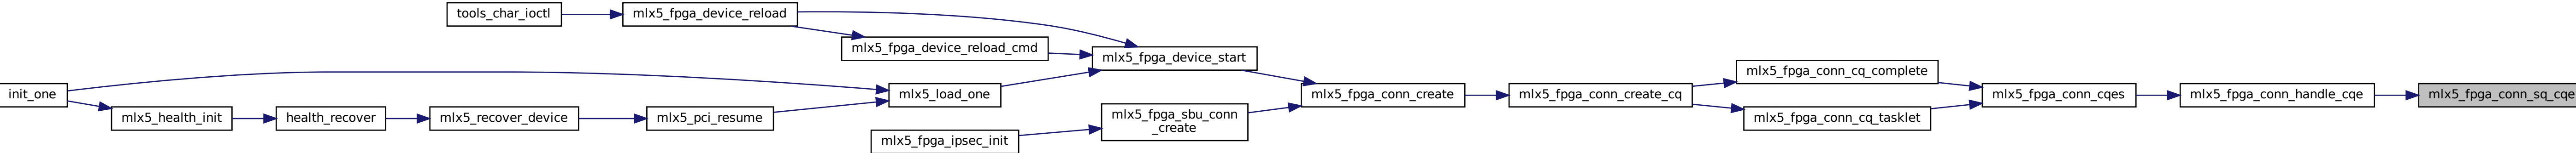 tools_char_ioctl
mlx5_fpga_device_reload
mlx5_fpga_device_reload_cmd
mlx5_fpga_device_start
init_one
mlx5_load_one
mlx5_health_init
health_recover
mlx5_recover_device
mlx5_pci_resume
mlx5_fpga_ipsec_init
mlx5_fpga_sbu_conn
_create
mlx5_fpga_conn_create
mlx5_fpga_conn_create_cq
mlx5_fpga_conn_cq_complete
mlx5_fpga_conn_cq_tasklet
mlx5_fpga_conn_cqes
mlx5_fpga_conn_handle_cqe
mlx5_fpga_conn_sq_cqe